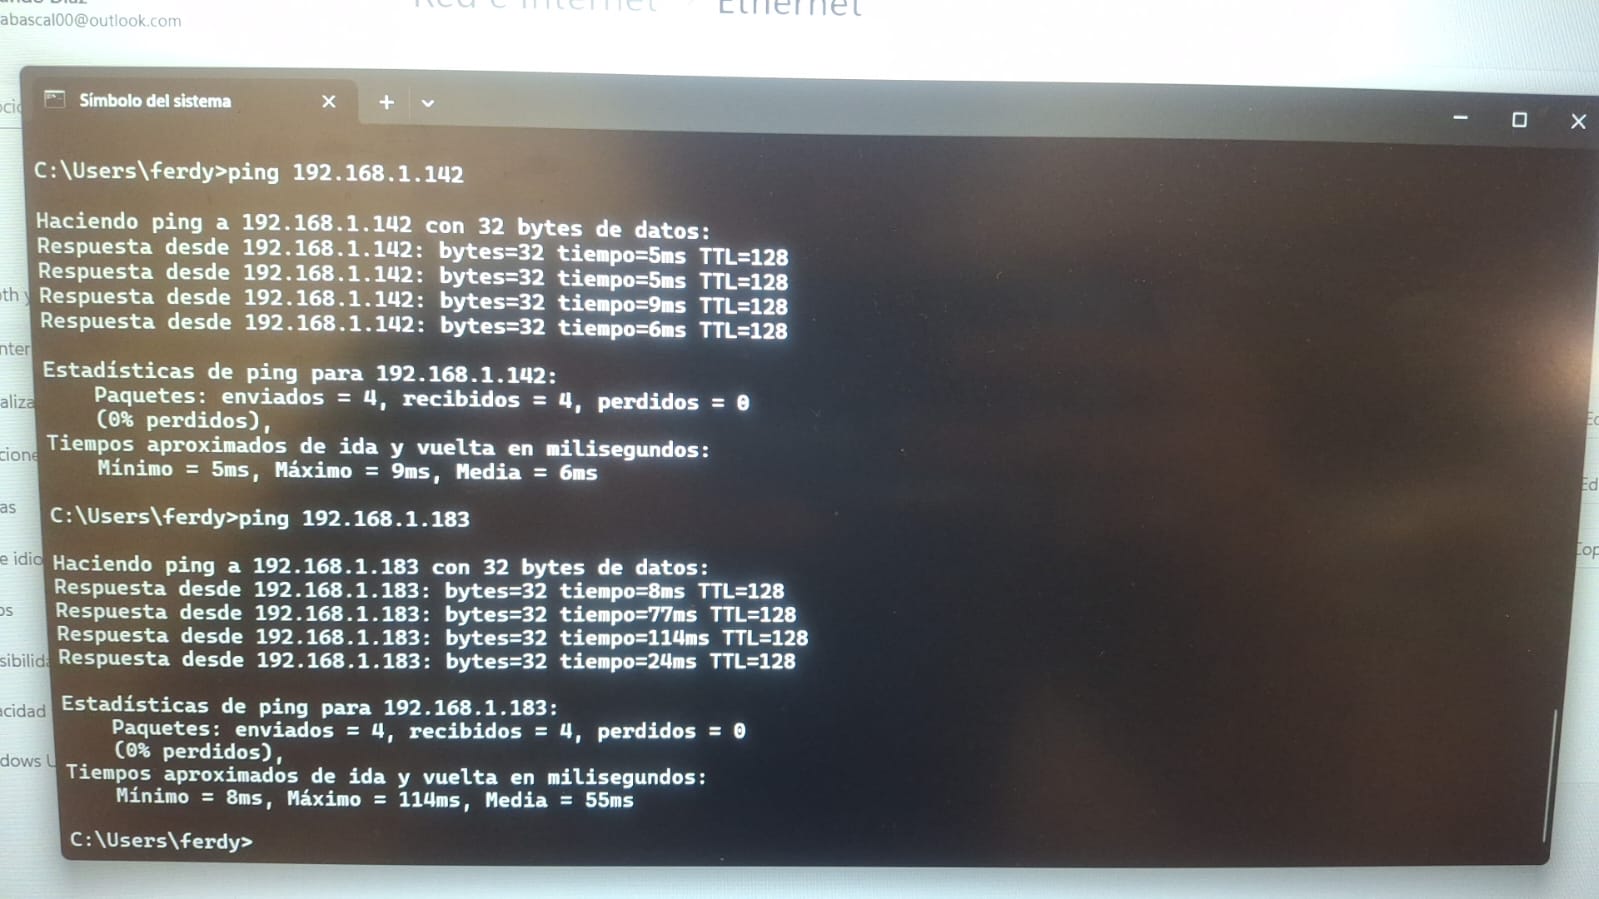 abascal00@outlook.com
Ethernet
Símbolo del sistema
C:\Users\ferdy>ping 192.168.1.142
Haciendo ping a 192.168.1.142 con 32 bytes de datos:
Respuesta desde 192.168.1.142: bytes=32 tiempo=5ms TTL=128
Respuesta desde 192.168.1.142: bytes=32 tiempo=5ms TTL=128
Respuesta desde 192.168.1.142: bytes=32 tiempo=9ms TTL=128
Respuesta desde 192.168.1.142: bytes=32 tiempo=6ms TTL=128
Estadísticas de ping para 192.168.1.142:
Paquetes: enviados = 4, recibidos = 4, perdidos = 0
(0% perdidos),
Tiempos aproximados de ida y vuelta en milisegundos:
Mínimo = 5ms, Máximo = 9ms, Media = 6ms
C:\Users\ferdy>ping 192.168.1.183
Haciendo ping a 192.168.1.183 con 32 bytes de datos:
Respuesta desde 192.168.1.183: bytes=32 tiempo=8ms TTL=128
Respuesta desde 192.168.1.183: bytes=32 tiempo=77ms TTL=128
Respuesta desde 192.168.1.183: bytes=32 tiempo=114ms TTL=128
Respuesta desde 192.168.1.183: bytes=32 tiempo=24ms TTL=128
Estadísticas de ping para 192.168.1.183:
Paquetes: enviados = 4, recibidos = 4, perdidos = 0
(0% perdidos),
Tiempos aproximados de ida y vuelta en milisegundos:
Mínimo = 8ms, Máximo = 114ms, Media = 55ms
C:\Users\ferdy>